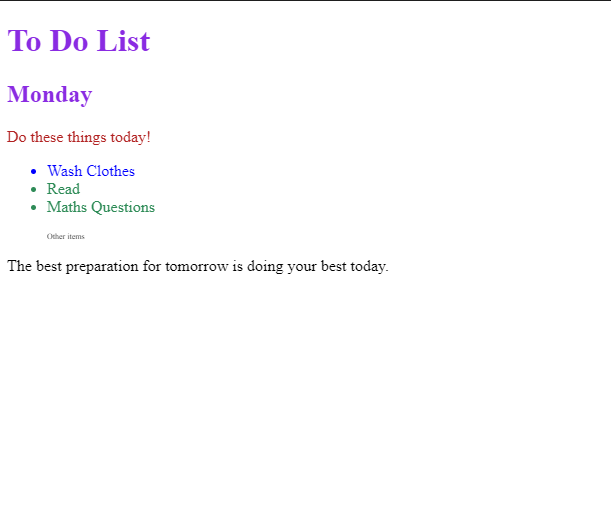 To Do List
Monday
Do these things today!
Wash Clothes
Read
Maths Questions
Other items
The best preparation for tomorrow is doing your best today.